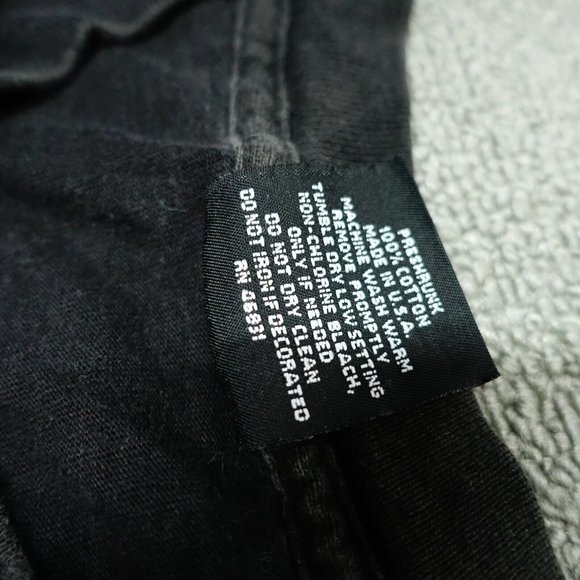 PRESHRUNK
100% COTTON
MADE IN U.S.A.
MACHINE WASH WARM
REMOVE PROMPTLY
TUMBLE DRY, LOW SETTING
NON-CHLORINE BLEACH,
ONLY IF NEEDED
DO NOT DRY CLEAN
DO NOT IRON IF DECORATED
RN 46831